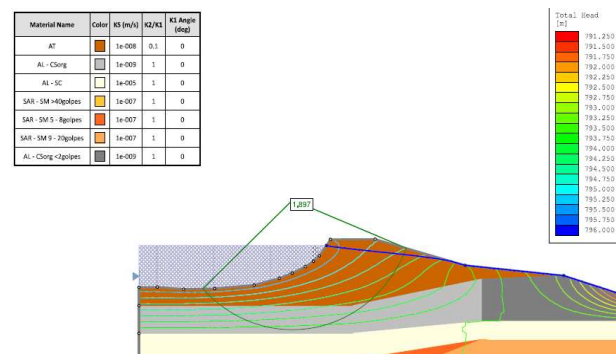 Material Name Color KS (m/s) K2/K1 K1 Angle (deg)
AT 1e-008 0.1 0
AL - CSorg 1e-009 1 0
AL - SC 1e-005 1 0
SAR - SM >40golpes 1e-007 1 0
SAR - SM 5 - 8golpes 1e-007 1 0
SAR - SM 9 - 20golpes 1e-007 1 0
AL - CSorg <2golpes 1e-009 1 0
Total Head
[m]
791.250
791.500
791.750
792.000
792.250
792.500
792.750
793.000
793.250
793.500
793.750
794.000
794.250
794.500
794.750
795.000
795.250
795.500
795.750
796.000
1,897